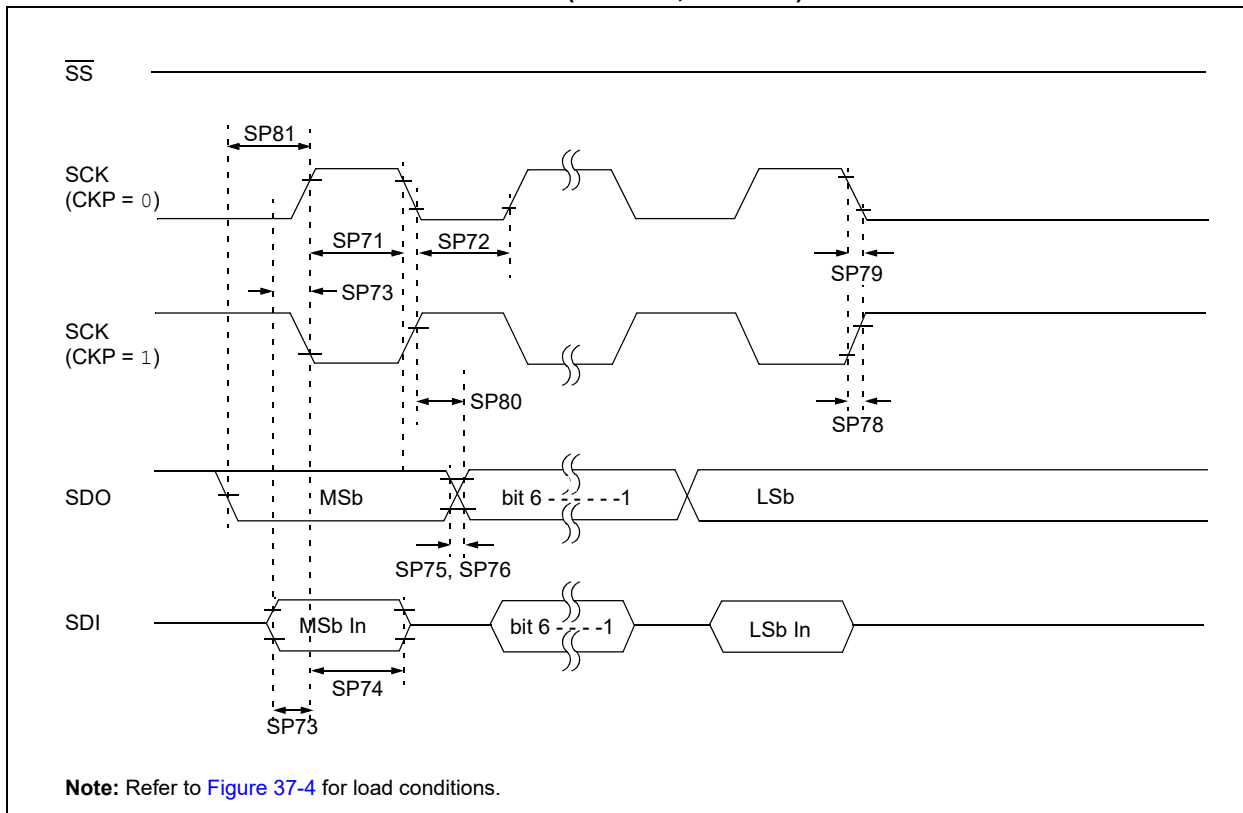 SS
SP81
SCK
(CKP = 0)
SP71
SP72
SP79
SP73
SCK
(CKP = 1)
SP80
SP78
SDO
MSb
bit 6 - - - - - - -1
LSb
SP75, SP76
SDI
MSb In
bit 6 - - - - -1
LSb In
SP74
SP73
Note: Refer to Figure 37-4 for load conditions.